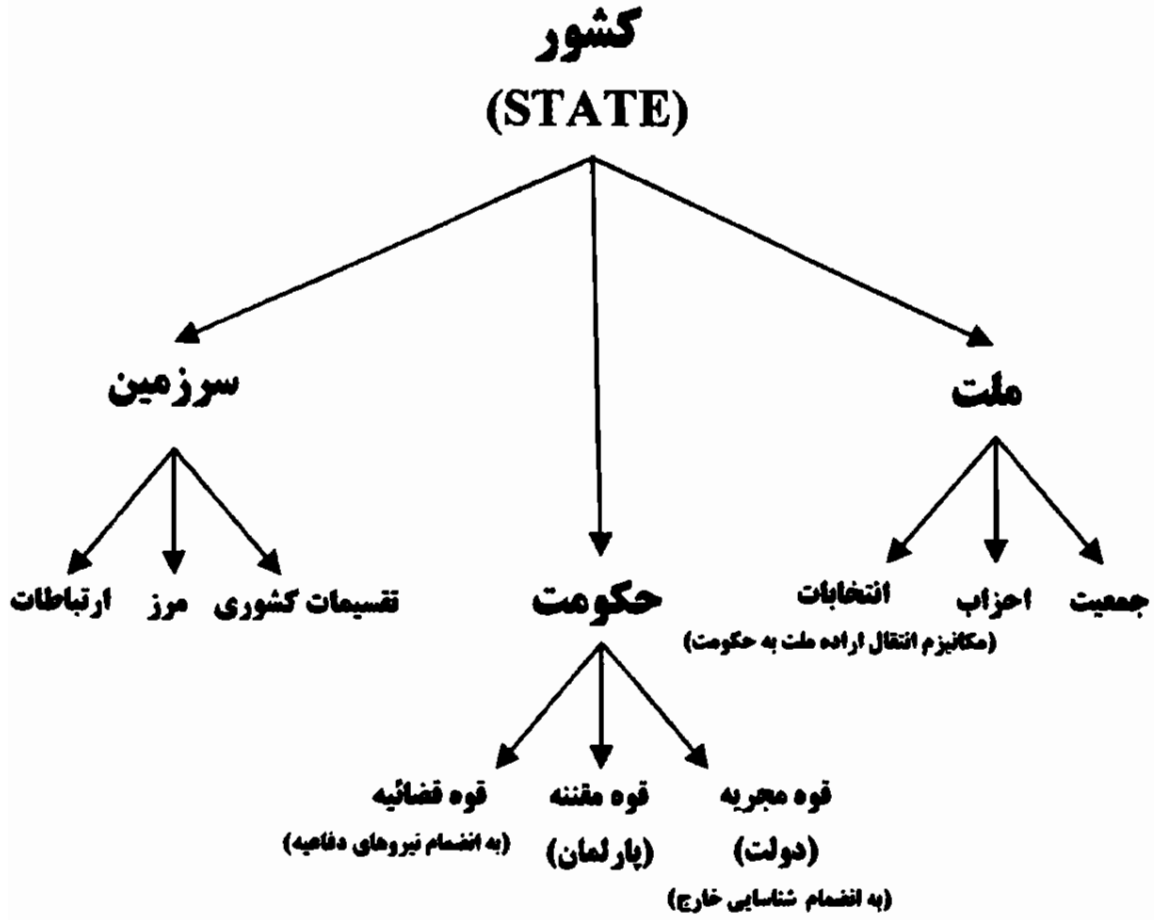 کشور
(STATE)
ملت
سرزمین
جمعیت
احزاب
انتخابات
(مکانیزم انتقال اراده ملت به حکومت)
حکومت
تقسیمات کشوری
مرز
ارتباطات
قوه مجریه
(دولت)
(به انضمام شناسایی خارج)
قوه مقننه
(پارلمان)
قوه قضائیه
(به انضمام نیروهای دفاعیه)